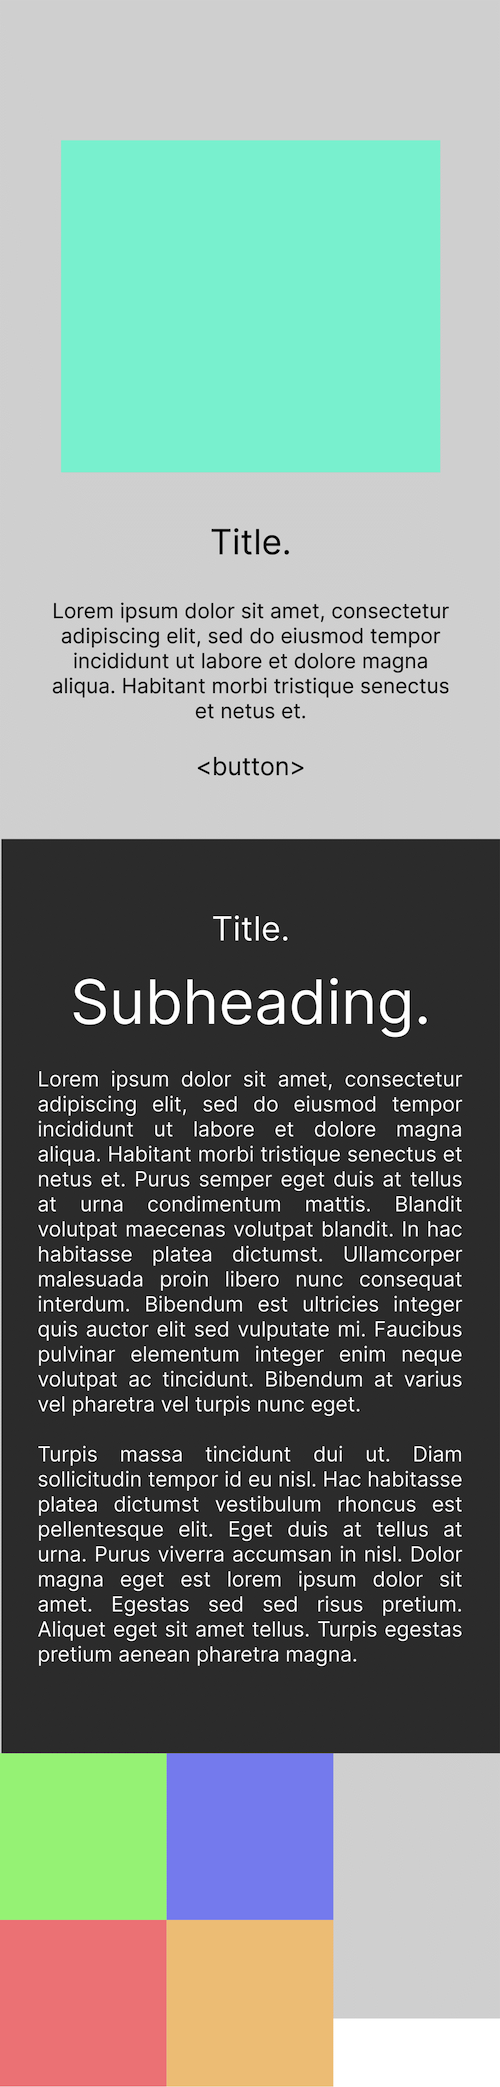 Title.
Lorem ipsum dolor sit amet, consectetur
adipiscing elit, sed do eiusmod tempor
incididunt ut labore et dolore magna
aliqua. Habitant morbi tristique senectus
et netus et.
<button>
Title.
Subheading.
Lorem ipsum dolor sit amet, consectetur
adipiscing elit, sed do eiusmod tempor
incididunt ut labore et dolore magna
aliqua. Habitant morbi tristique senectus et
netus et. Purus semper eget duis at tellus
at urna condimentum mattis. Blandit
volutpat maecenas volutpat blandit. In hac
habitasse platea dictumst. Ullamcorper
malesuada proin libero nunc consequat
interdum. Bibendum est ultricies integer
quis auctor elit sed vulputate mi. Faucibus
pulvinar elementum integer enim neque
volutpat ac tincidunt. Bibendum at varius
vel pharetra vel turpis nunc eget.
Turpis massa tincidunt dui ut. Diam
sollicitudin tempor id eu nisl. Hac habitasse
platea dictumst vestibulum rhoncus est
pellentesque elit. Eget duis at tellus at
urna. Purus viverra accumsan in nisl. Dolor
magna eget est lorem ipsum dolor sit
amet. Egestas sed sed risus pretium.
Aliquet eget sit amet tellus. Turpis egestas
pretium aenean pharetra magna.